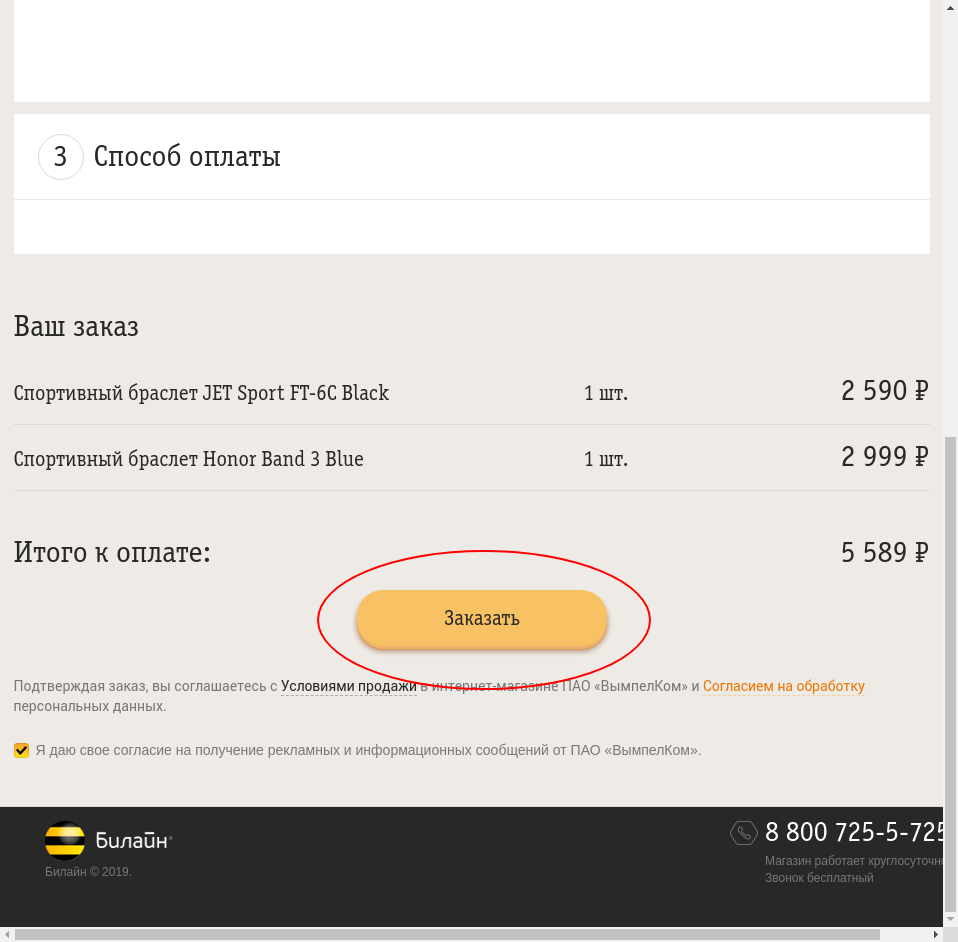 3 Способ оплаты
Ваш заказ
Спортивный браслет JET Sport FT-6C Black 1 шт. 2 590 ₽
Спортивный браслет Honor Band 3 Blue 1 шт. 2 999 ₽
Итого к оплате: 5 589 ₽
Заказать
Подтверждая заказ, вы соглашаетесь с Условиями продажи в интернет-магазине ПАО «ВымпелКом» и Согласием на обработку
персональных данных.
Я даю свое согласие на получение рекламных и информационных сообщений от ПАО «ВымпелКом».
Билайн® 8 800 725-5-725
Билайн © 2019. Магазин работает круглосуточно
Звонок бесплатный